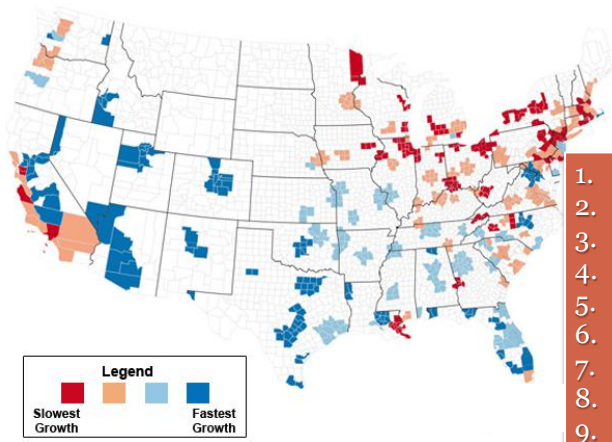 1.
2.
3.
4.
5.
6.
7.
8.
9.
Legend
Slowest
Growth
Fastest
Growth